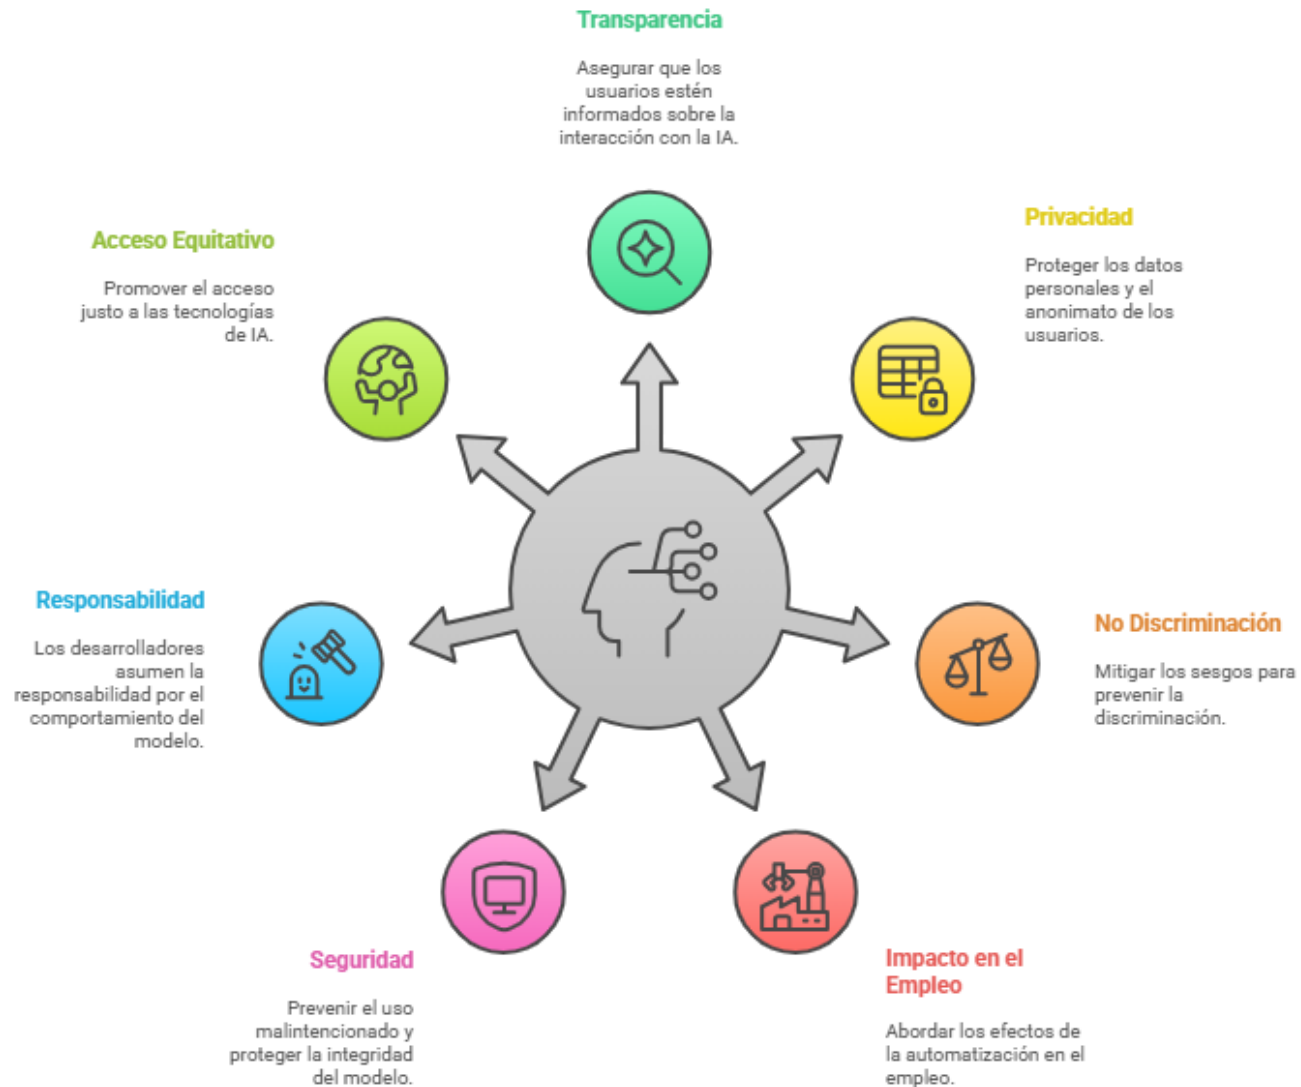 Transparencia
Asegurar que los
usuarios estén
informados sobre la
interacción con la IA.
Privacidad
Proteger los datos
personales y el
anonimato de los
usuarios.
Acceso Equitativo
Promover el acceso
justo a las tecnologías
de IA.
Responsabilidad
Los desarrolladores
asumen la
responsabilidad por el
comportamiento del
modelo.
No Discriminación
Mitigar los sesgos para
prevenir la
discriminación.
Seguridad
Prevenir el uso
malintencionado y
proteger la integridad
del modelo.
Impacto en el
Empleo
Abordar los efectos de
la automatización en el
empleo.